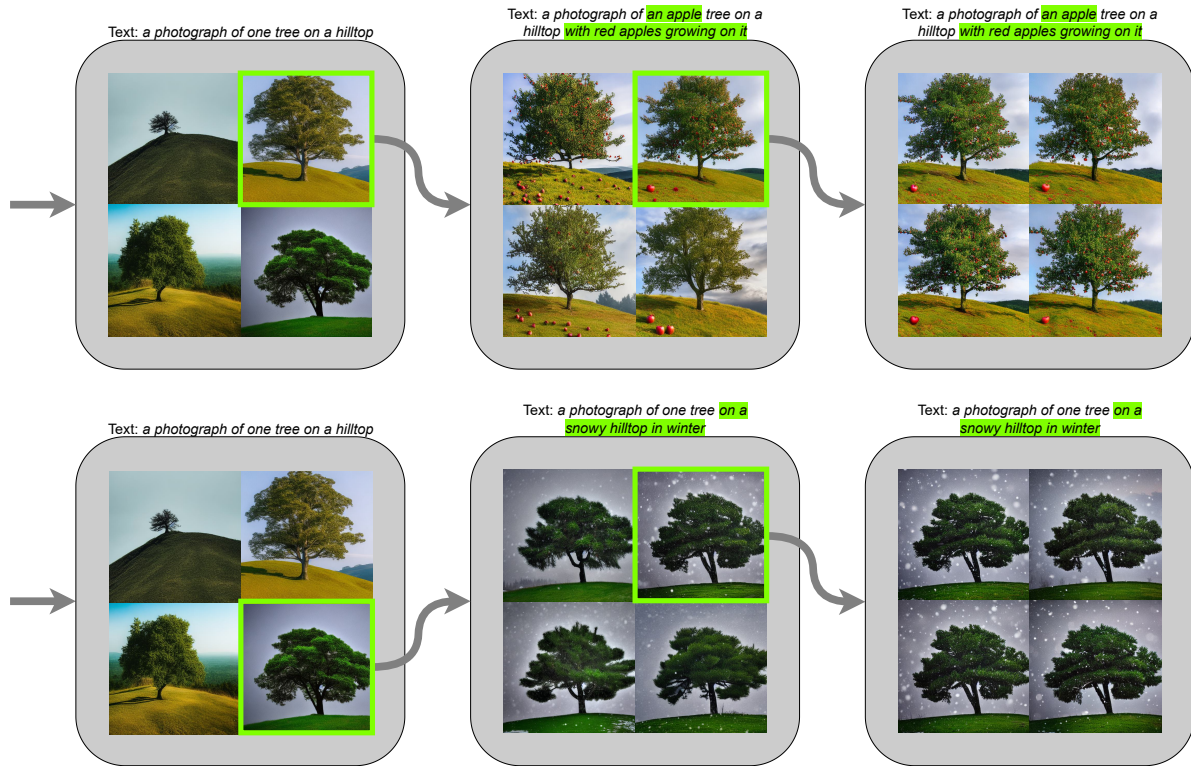 Text: a photograph of one tree on a hilltop
Text: a photograph of an apple tree on a
hilltop with red apples growing on it
Text: a photograph of an apple tree on a
hilltop with red apples growing on it
Text: a photograph of one tree on a hilltop
Text: a photograph of one tree on a
snowy hilltop in winter
Text: a photograph of one tree on a
snowy hilltop in winter